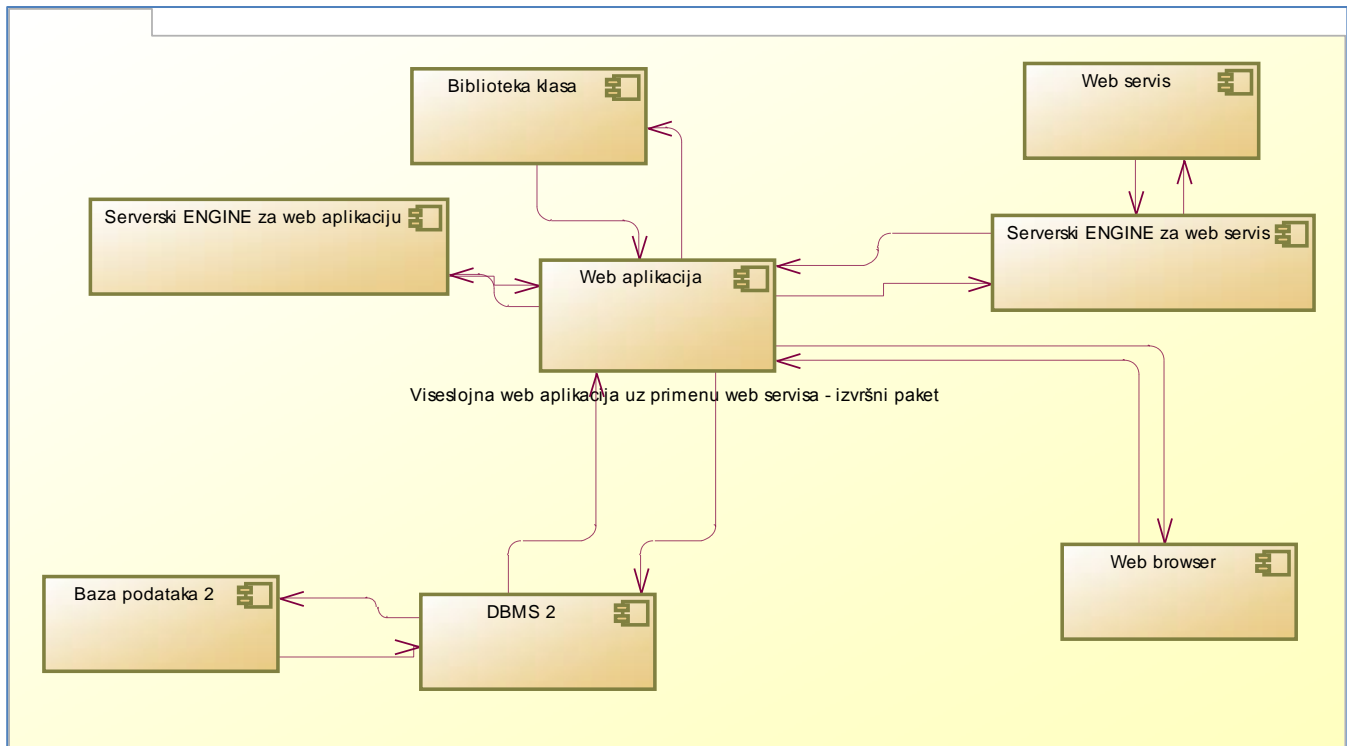 Biblioteka klasa
Web servis
Serverski ENGINE za web aplikaciju
Serverski ENGINE za web servis
Web aplikacija
Viseslojna web aplikacija uz primenu web servisa - izvršni paket
Web browser
Baza podataka 2
DBMS 2